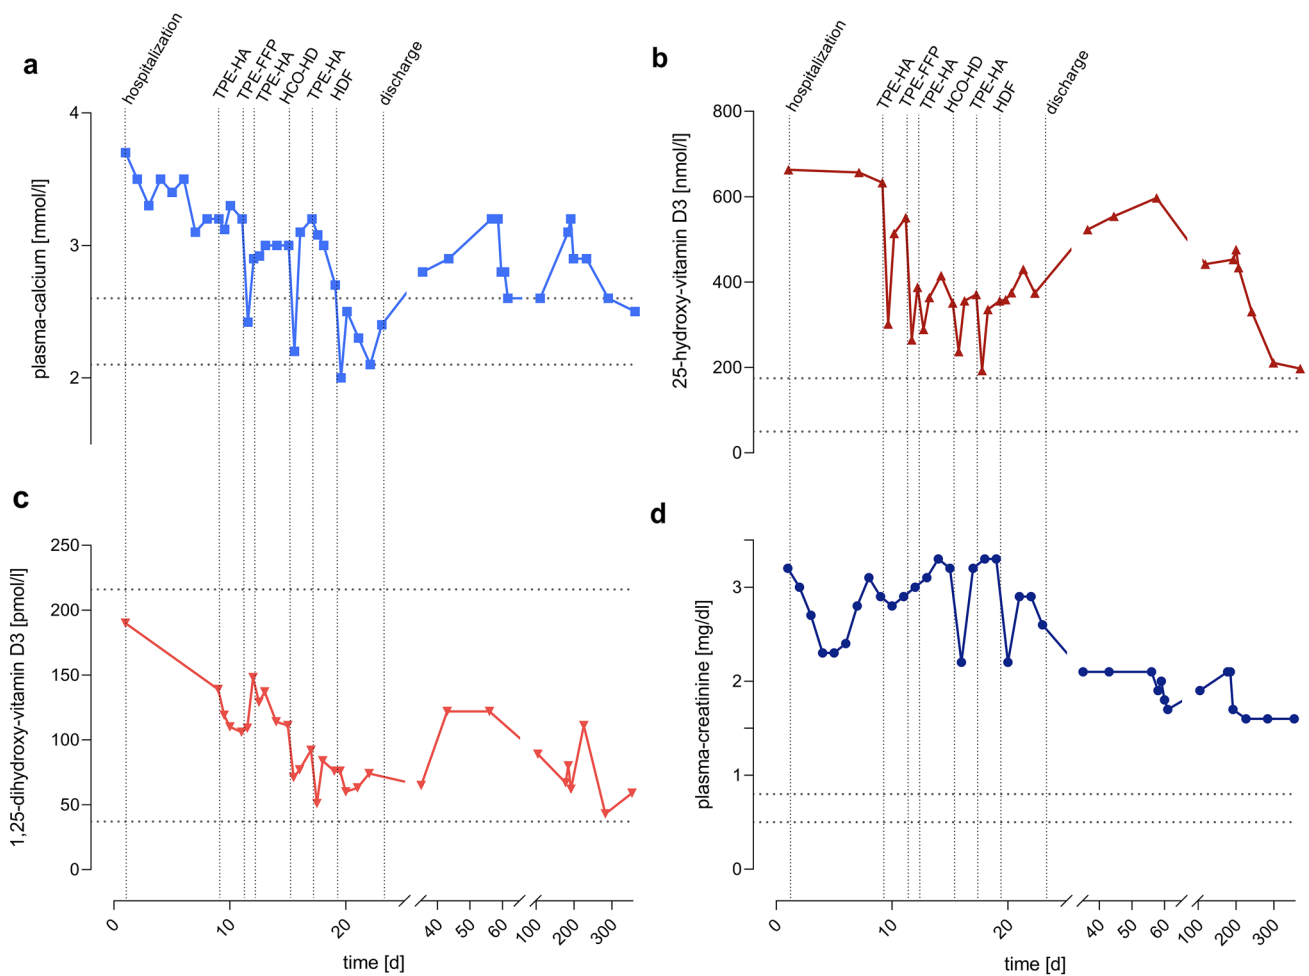 a
hospitalization
TPE-HA
TPE-FFP
TPE-HA
HCO-HD
TPE-HA
HDF
discharge
plasma-calcium [mmol/l]
4
3
2
b
hospitalization
TPE-HA
TPE-FFP
TPE-HA
HCO-HD
TPE-HA
HDF
discharge
25-hydroxy-vitamin D3 [nmol/l]
800
600
400
200
0
c
1,25-dihydroxy-vitamin D3 [pmol/l]
250
200
150
100
50
0
0
10
20
40
50
60
100
200
300
time [d]
d
plasma-creatinine [mg/dl]
3
2
1
0
0
10
20
40
50
60
100
200
300
time [d]